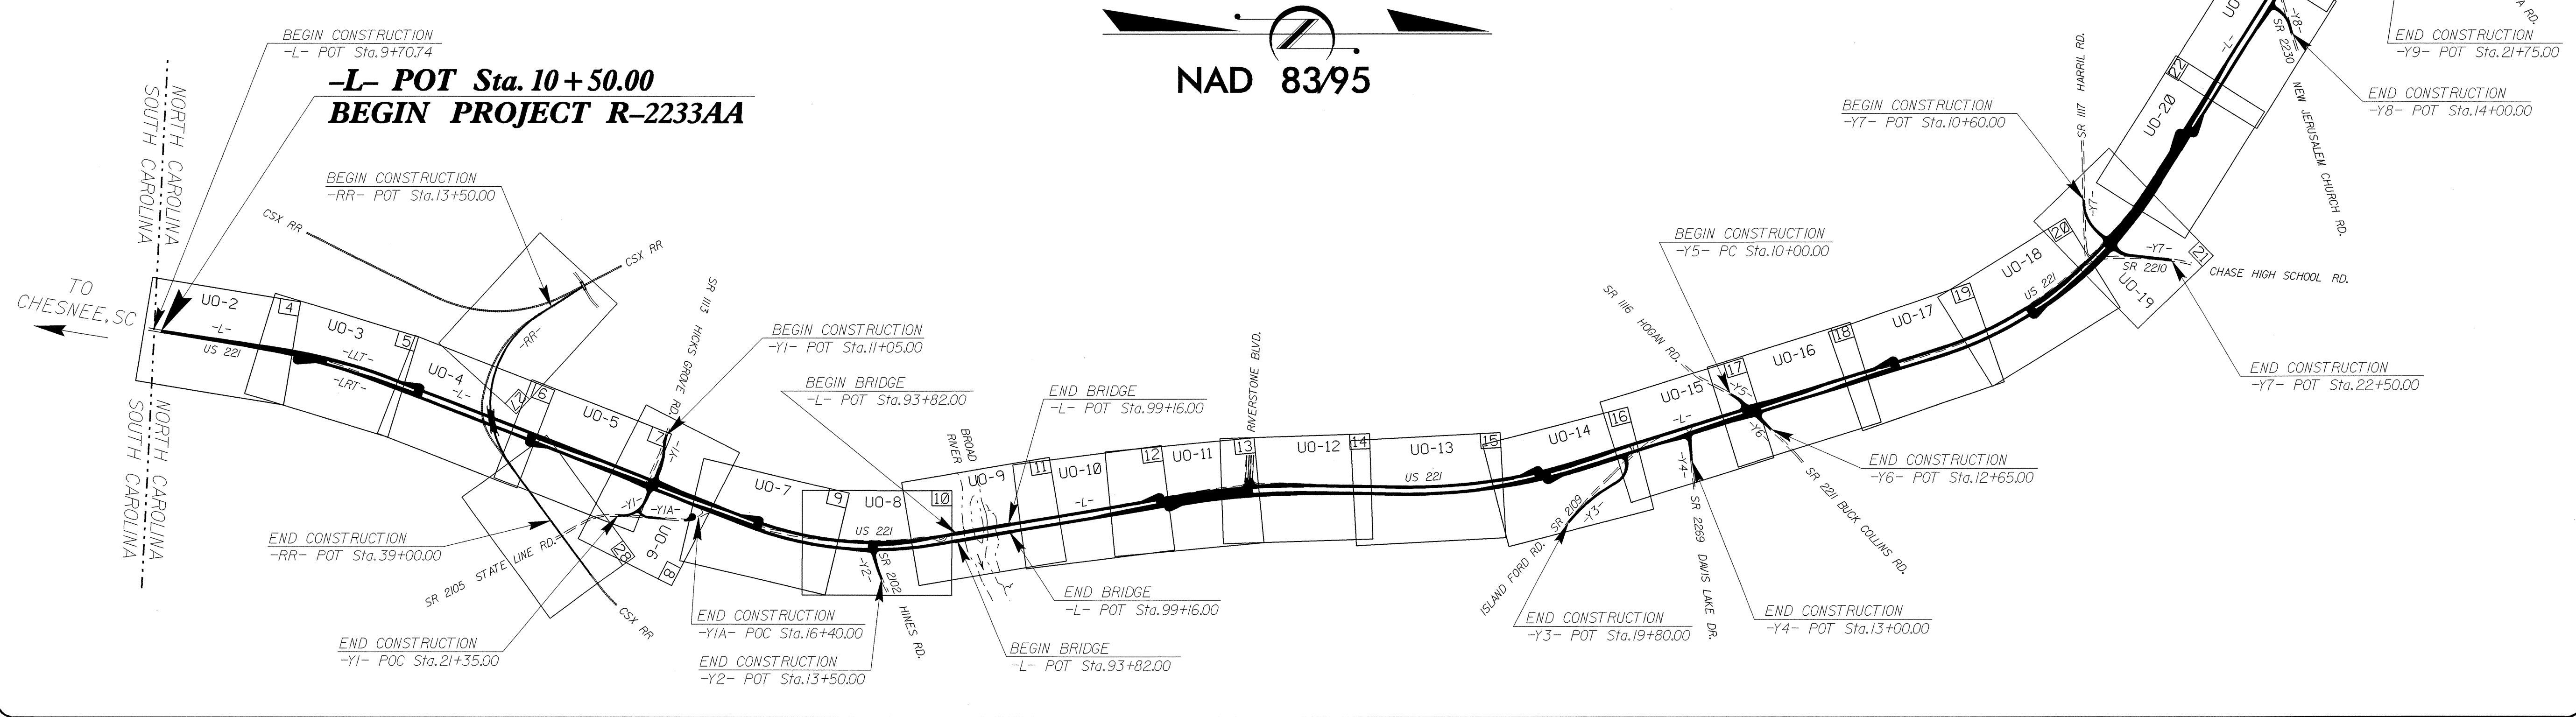 BEGIN CONSTRUCTION
-L- POT Sta.9+70.74
-L- POT Sta. 10+50.00
BEGIN PROJECT R-2233AA
NORTH CAROLINA
SOUTH CAROLINA
NORTH CAROLINA
SOUTH CAROLINA
TO
CHESNEE,SC
NAD 83/95
BEGIN CONSTRUCTION
-RR- POT Sta.13+50.00
CSX RR
CSX RR
-RR-
UO-2
-L-
US 221
4
UO-3
-LLT-
-LRT-
5
UO-4
-L-
6
UO-5
7
SR 1113 HICKS GROVE RD.
-Y1-
BEGIN CONSTRUCTION
-Y1- POT Sta.11+05.00
-Y1-
-Y1A-
UO-6
28
8
SR 2105 STATE LINE RD.
CSX RR
END CONSTRUCTION
-RR- POT Sta.39+00.00
END CONSTRUCTION
-Y1- POC Sta.21+35.00
END CONSTRUCTION
-Y1A- POC Sta.16+40.00
END CONSTRUCTION
-Y2- POT Sta.13+50.00
UO-7
9
UO-8
10
US 221
-Y2-
SR 2102 HINES RD.
BEGIN BRIDGE
-L- POT Sta.93+82.00
END BRIDGE
-L- POT Sta.99+16.00
BROAD
RIVER
UO-9
11
UO-10
-L-
12
UO-11
13
RIVERSTONE BLVD.
UO-12
14
UO-13
15
US 221
END BRIDGE
-L- POT Sta.99+16.00
BEGIN BRIDGE
-L- POT Sta.93+82.00
UO-14
16
SR 2109
ISLAND FORD RD.
-Y3-
END CONSTRUCTION
-Y3- POT Sta.19+80.00
UO-15
-L-
17
SR 1116 HOGAN RD.
BEGIN CONSTRUCTION
-Y5- PC Sta.10+00.00
-Y5-
-Y6-
-Y4-
SR 2269 DAVIS LAKE DR.
END CONSTRUCTION
-Y4- POT Sta.13+00.00
SR 2211 BUCK COLLINS RD.
END CONSTRUCTION
-Y6- POT Sta.12+65.00
UO-16
18
UO-17
19
UO-18
20
US 221
BEGIN CONSTRUCTION
-Y7- POT Sta.10+60.00
SR 1117 HARRIL RD.
-Y7-
-Y7-
SR 2210
CHASE HIGH SCHOOL RD.
21
UO-19
END CONSTRUCTION
-Y7- POT Sta.22+50.00
UO-20
22
-L-
UO
-Y8-
SR 2230
NEW JERUSALEM CHURCH RD.
END CONSTRUCTION
-Y8- POT Sta.14+00.00
END CONSTRUCTION
-Y9- POT Sta.21+75.00
A RD.